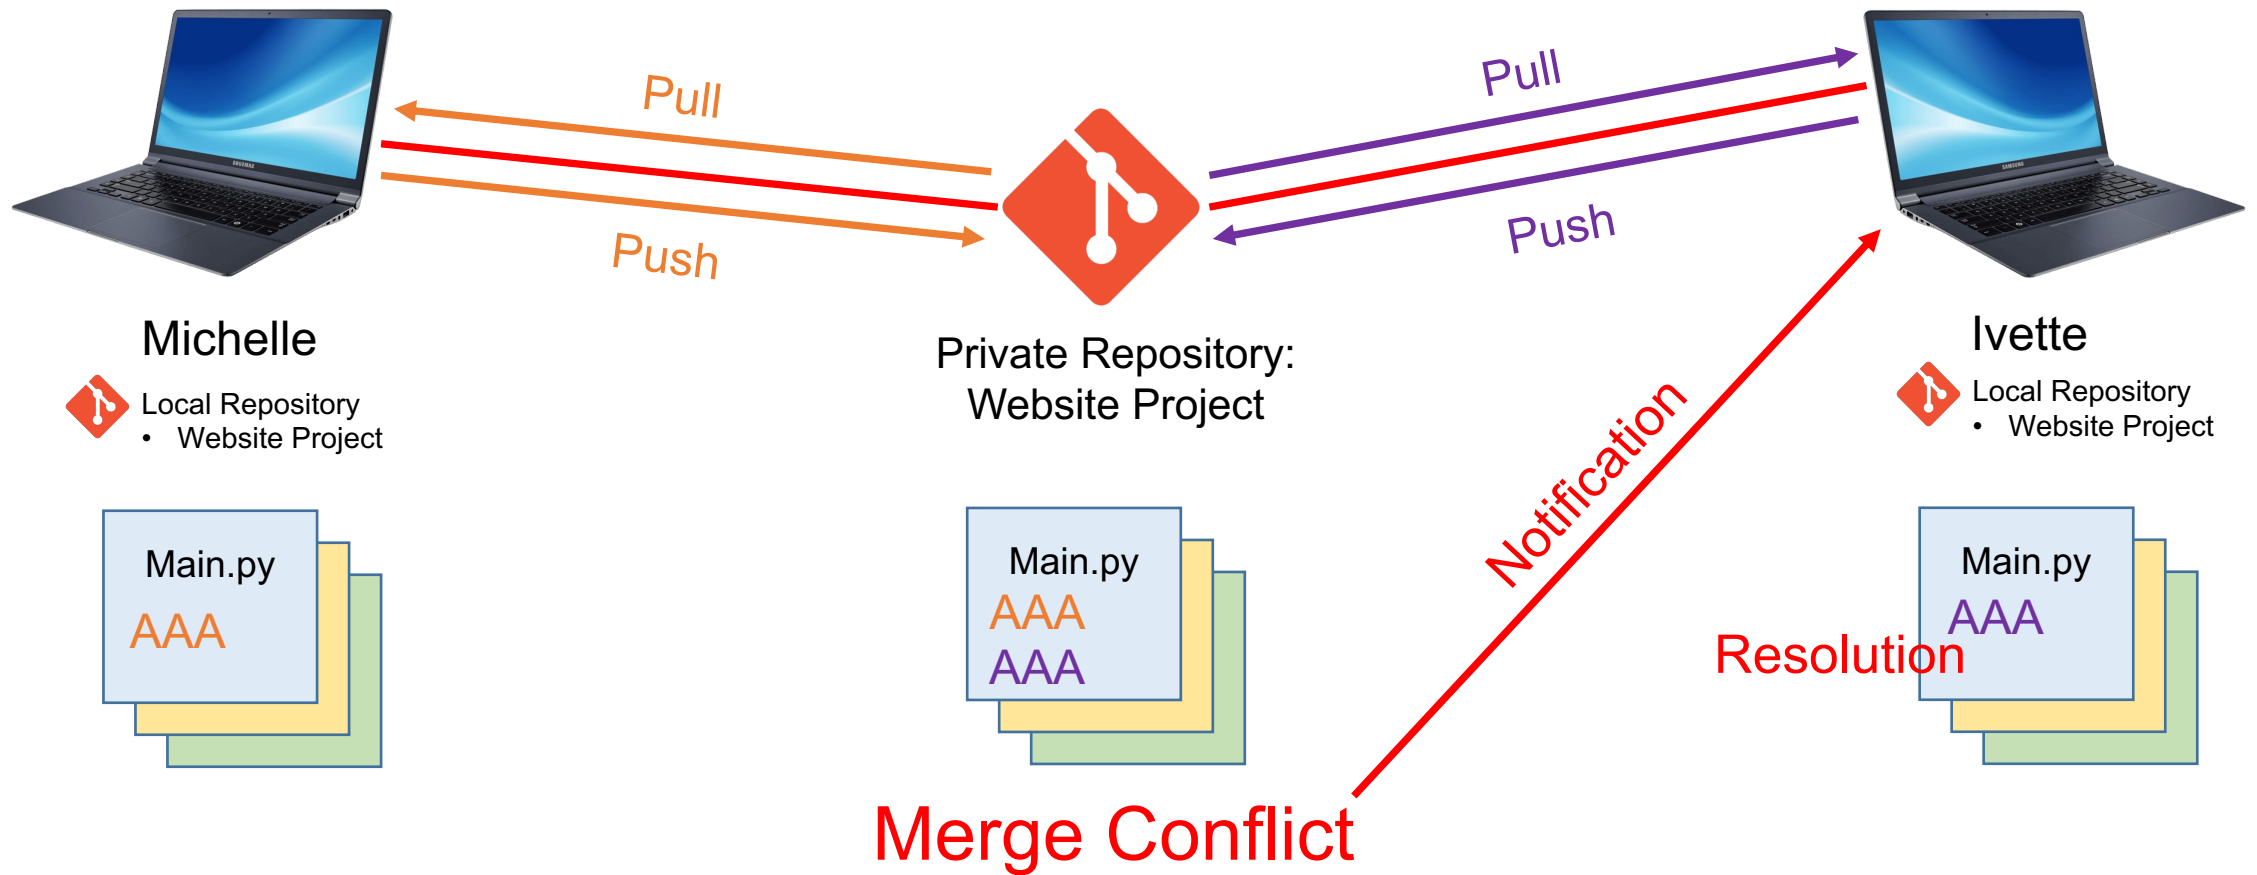 Pull
Push
Pull
Push
SAMSUNG
Michelle
Local Repository
• Website Project
Private Repository:
Website Project
Ivette
Local Repository
• Website Project
Notification
Main.py
AAA
Main.py
AAA
AAA
Main.py
AAA
Resolution
Merge Conflict